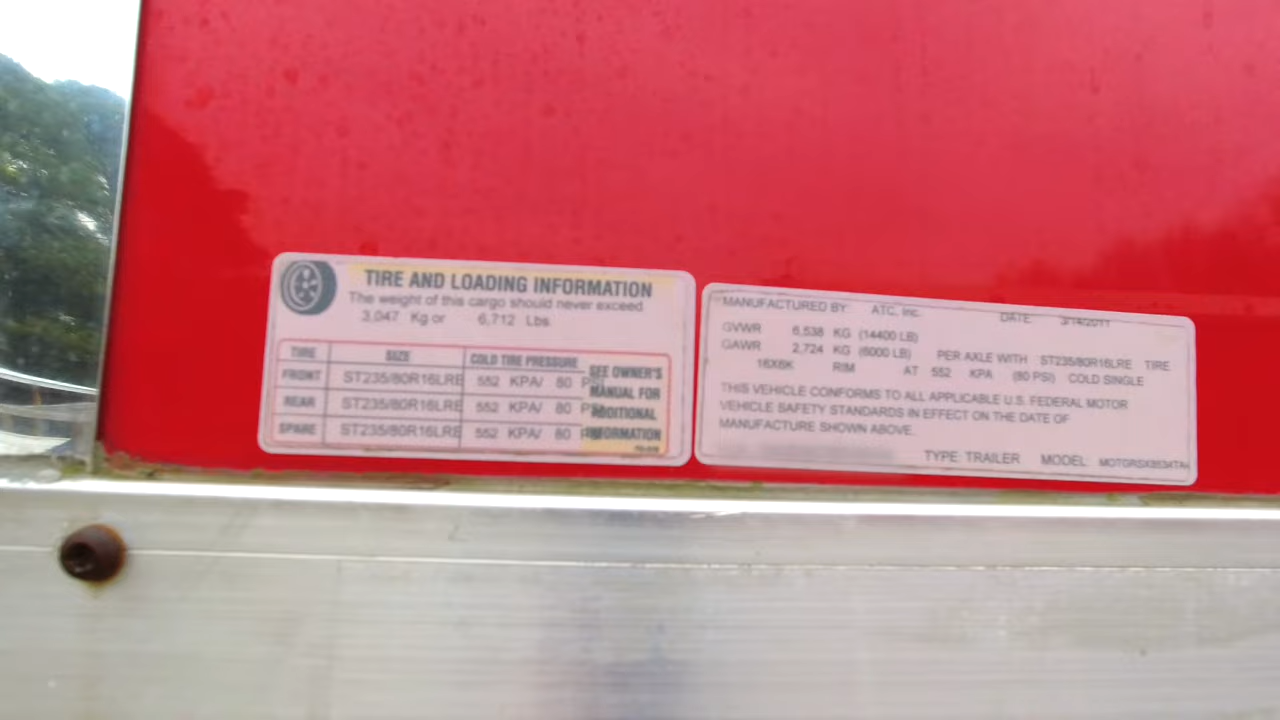 TIRE AND LOADING INFORMATION
The weight of this cargo should never exceed
3,047 Kg or 6,712 Lbs
TIRE SIZE COLD TIRE PRESSURE
FRONT ST235/80R16LRE 552 KPA/ 80
REAR ST235/80R16LRE 552 KPA/ 80
SPARE ST235/80R16LRE 552 KPA/ 80
SEE OWNER'S
MANUAL FOR
ADDITIONAL
INFORMATION
MANUFACTURED BY: ATC, Inc. DATE: 3/14/2011
GVWR 6,538 KG (14400 LB)
GAWR 2,724 KG (6000 LB) PER AXLE WITH ST235/80R16LRE TIRE
16X6K RIM AT 552 KPA (80 PSI) COLD SINGLE
THIS VEHICLE CONFORMS TO ALL APPLICABLE U.S. FEDERAL MOTOR
VEHICLE SAFETY STANDARDS IN EFFECT ON THE DATE OF
MANUFACTURE SHOWN ABOVE.
TYPE: TRAILER MODEL: